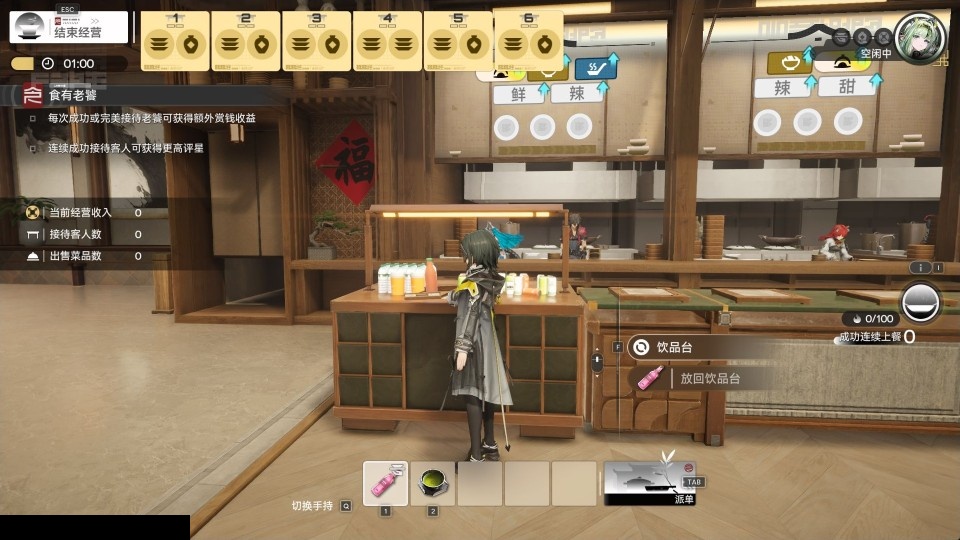 ESC
结束经营
01:00
1
2
3
4
5
6
食有老饕
每次成功或完美接待老饕可获得额外赏钱收益
连续成功接待客人可获得更高评星
当前经营收入 0
接待客人数 0
出售菜品数 0
福
鲜
辣
辣
甜
空闲中
0/100
成功连续上餐 0
F
饮品台
放回饮品台
切换手持
Q
1
2
TAB
派单